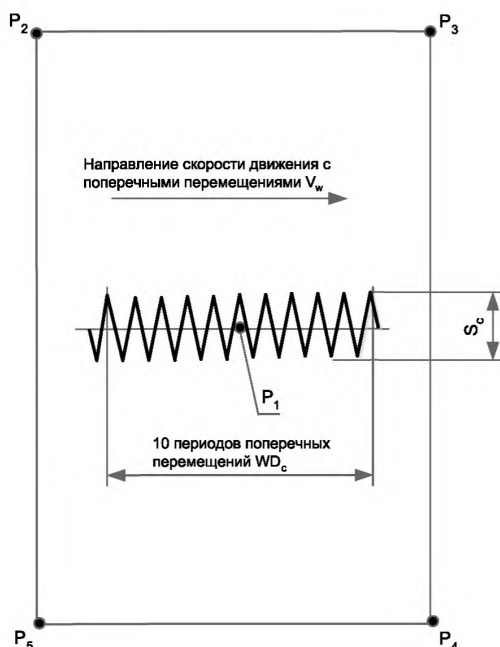 P2
P3
Направление скорости движения с
поперечными перемещениями Vw
Sc
P1
10 периодов поперечных
перемещений WDc
P5
P4